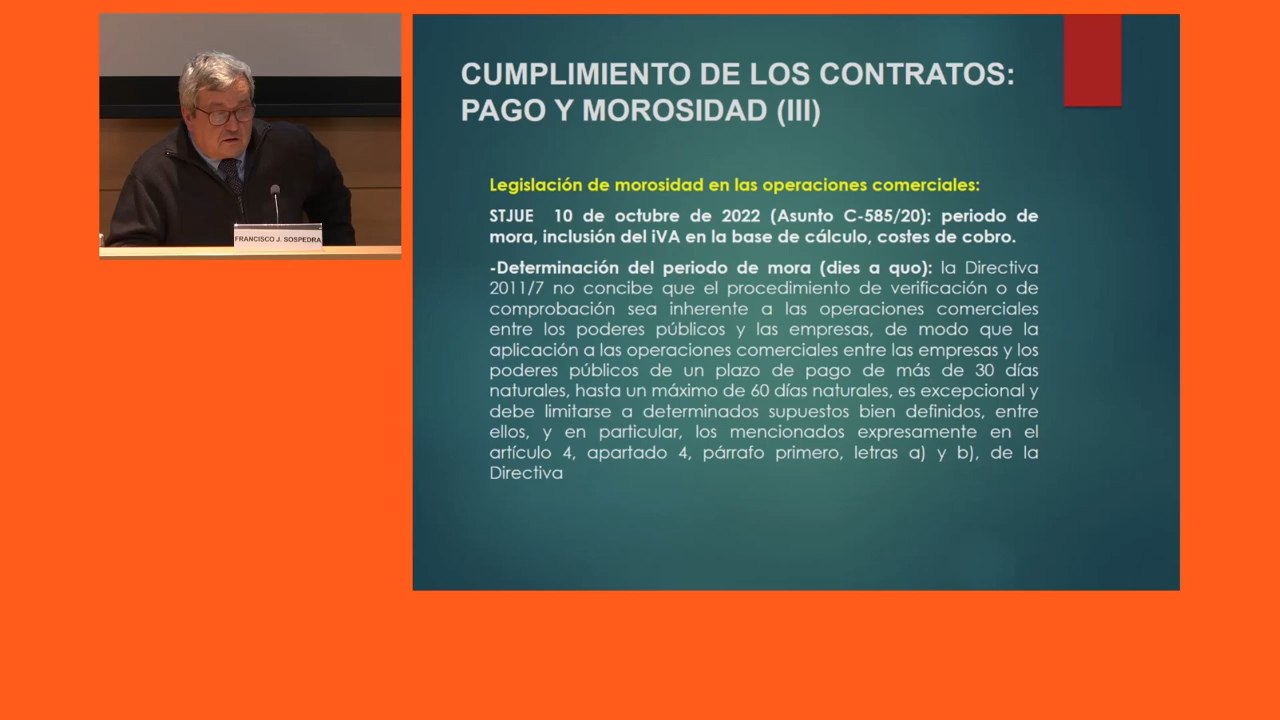 FRANCISCO J. SOSPEDRA
CUMPLIMIENTO DE LOS CONTRATOS:
PAGO Y MOROSIDAD (III)
Legislación de morosidad en las operaciones comerciales:
STJUE 10 de octubre de 2022 (Asunto C-585/20): periodo de
mora, inclusión del iVA en la base de cálculo, costes de cobro.
-Determinación del periodo de mora (dies a quo): la Directiva
2011/7 no concibe que el procedimiento de verificación o de
comprobación sea inherente a las operaciones comerciales
entre los poderes públicos y las empresas, de modo que la
aplicación a las operaciones comerciales entre las empresas y los
poderes públicos de un plazo de pago de más de 30 días
naturales, hasta un máximo de 60 días naturales, es excepcional y
debe limitarse a determinados supuestos bien definidos, entre
ellos, y en particular, los mencionados expresamente en el
artículo 4, apartado 4, párrafo primero, letras a) y b), de la
Directiva